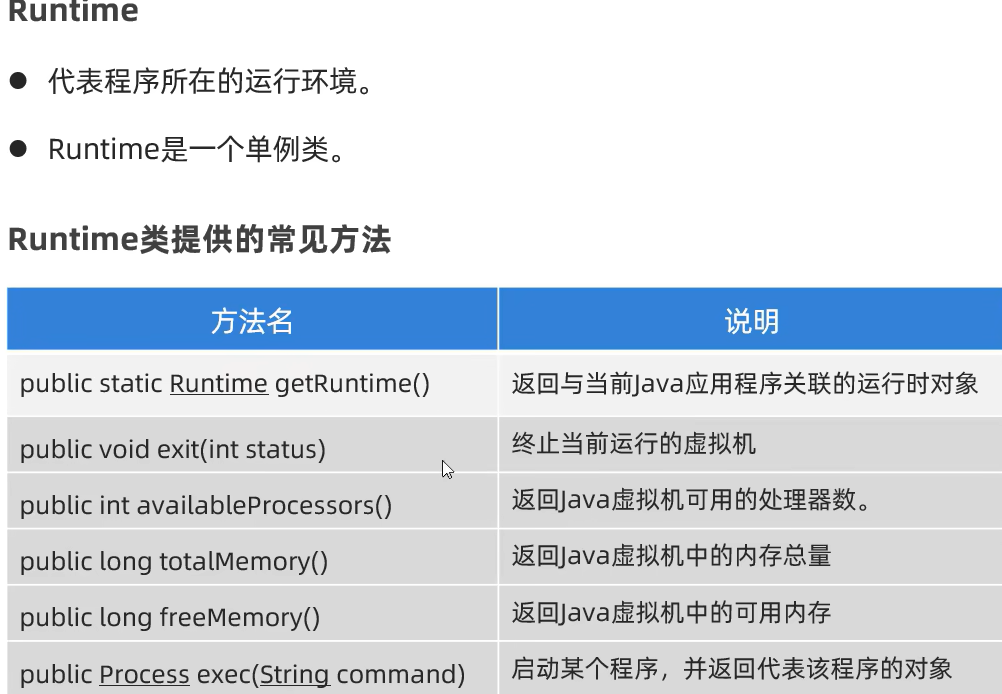 Runtime
● 代表程序所在的运行环境。
● Runtime是一个单例类。
Runtime类提供的常见方法
方法名 说明
public static Runtime getRuntime() 返回与当前Java应用程序关联的运行时对象
public void exit(int status) 终止当前运行的虚拟机
public int availableProcessors() 返回Java虚拟机可用的处理器数。
public long totalMemory() 返回Java虚拟机中的内存总量
public long freeMemory() 返回Java虚拟机中的可用内存
public Process exec(String command) 启动某个程序，并返回代表该程序的对象